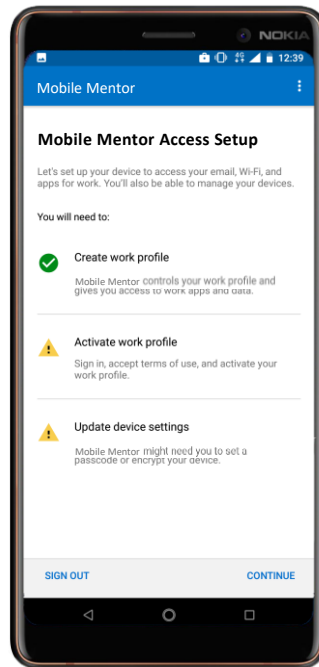 NOKIA
4G 12:39
Mobile Mentor
Mobile Mentor Access Setup
Let's set up your device to access your email, Wi-Fi, and
apps for work. You'll also be able to manage your devices.
You will need to:
Create work profile
Mobile Mentor controls your work profile and
gives you access to work apps and data.
Activate work profile
Sign in, accept terms of use, and activate your
work profile.
Update device settings
Mobile Mentor might need you to set a
passcode or encrypt your device.
SIGN OUT CONTINUE